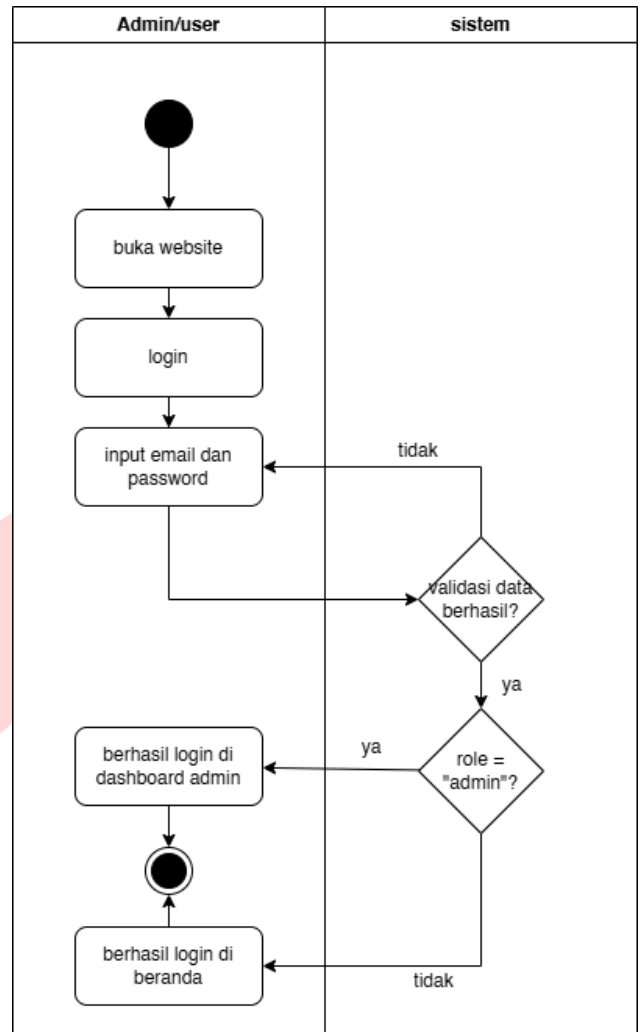 Admin/user
sistem
buka website
login
input email dan
password
tidak
validasi data
berhasil?
ya
berhasil login di
dashboard admin
ya
role =
"admin"?
berhasil login di
beranda
tidak